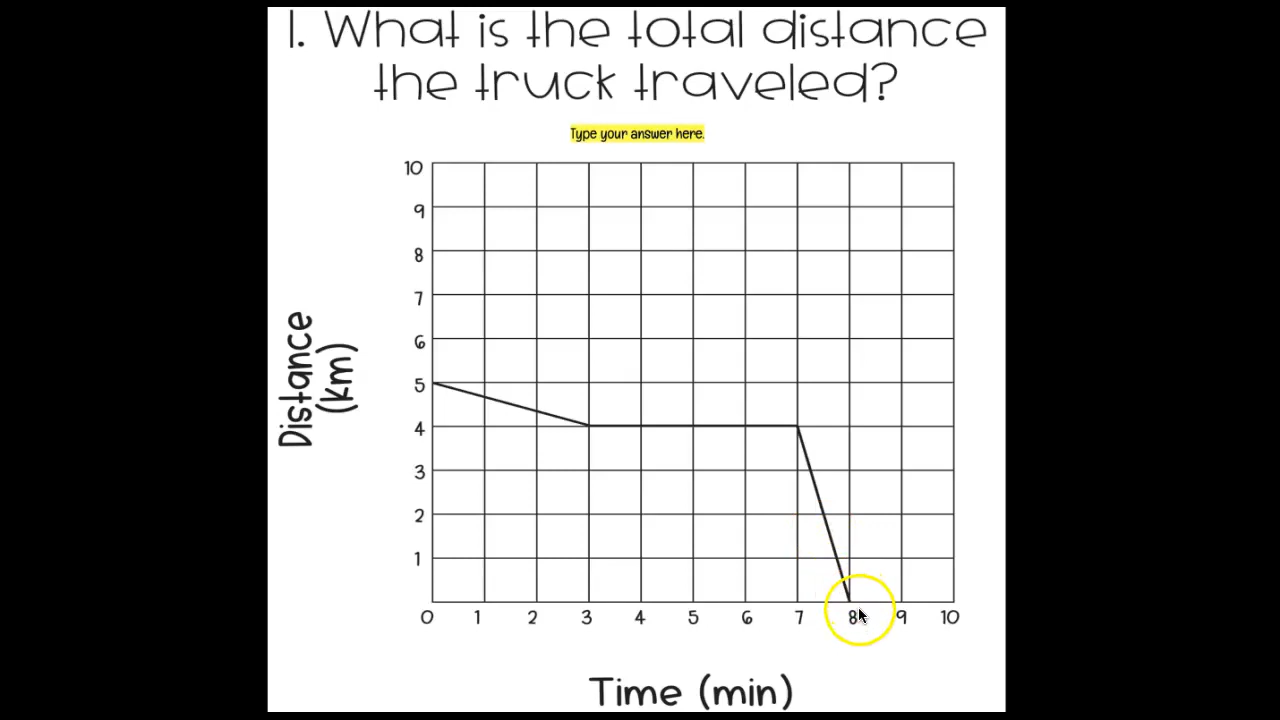 1. What is the total distance
the truck traveled?
Type your answer here.
10
9
8
7
6
5
4
3
2
1
Distance
(km)
0 1 2 3 4 5 6 7 8 9 10
Time (min)